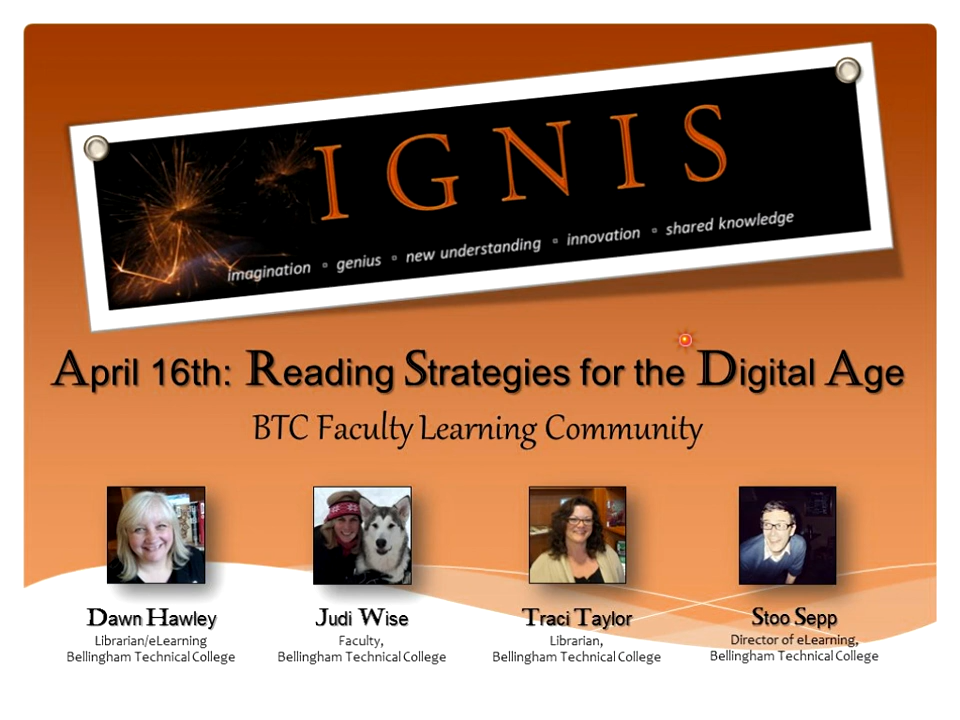 IGNIS
imagination ▫ genius ▫ new understanding ▫ innovation ▫ shared knowledge
April 16th: Reading Strategies for the Digital Age
BTC Faculty Learning Community
Dawn Hawley
Librarian/eLearning
Bellingham Technical College
Judi Wise
Faculty,
Bellingham Technical College
Traci Taylor
Librarian,
Bellingham Technical College
Stoo Sepp
Director of eLearning,
Bellingham Technical College